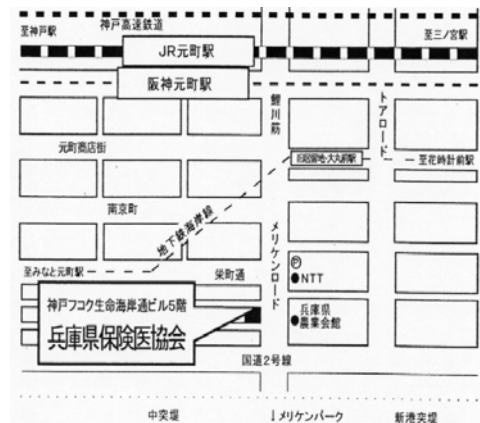 神戸高速鉄道
至神戸駅
至三ノ宮駅
JR元町駅
阪神元町駅
鯉川筋
トアロード
元町商店街
旧居留地・大丸前駅
至花時計前駅
南京町
地下鉄海岸線
メリケンロード
至みなと元町駅
栄町通
Ⓟ
NTT
神戸フコク生命海岸通ビル5階
兵庫県保険医協会
兵庫県
農業会館
国道2号線
中突堤
↓メリケンパーク
新港突堤